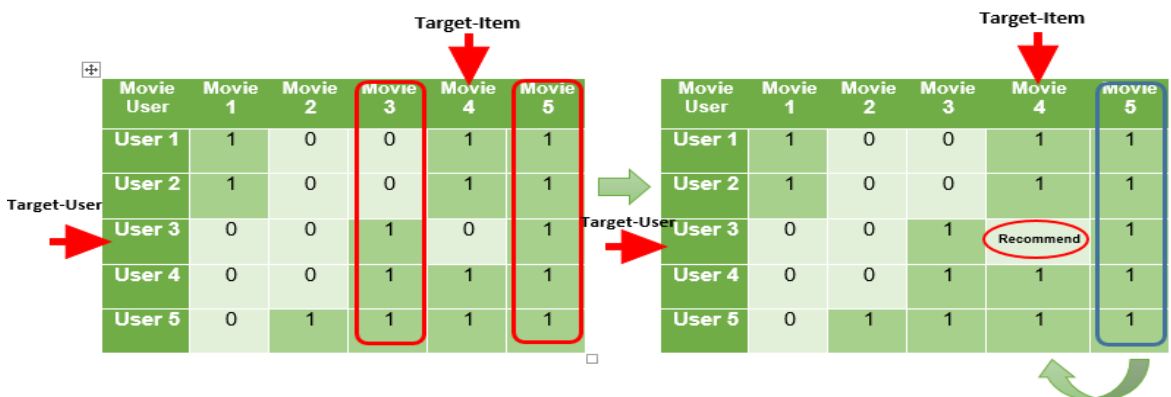 Target-Item
Movie Movie Movie Movie Movie Movie
User 1 2 3 4 5
User 1 1 0 0 1 1
User 2 1 0 0 1 1
Target-User
User 3 0 0 1 0 1
User 4 0 0 1 1 1
User 5 0 1 1 1 1
Target-Item
Movie Movie Movie Movie Movie Movie
User 1 2 3 4 5
User 1 1 0 0 1 1
User 2 1 0 0 1 1
Target-User
User 3 0 0 1 Recommend 1
User 4 0 0 1 1 1
User 5 0 1 1 1 1